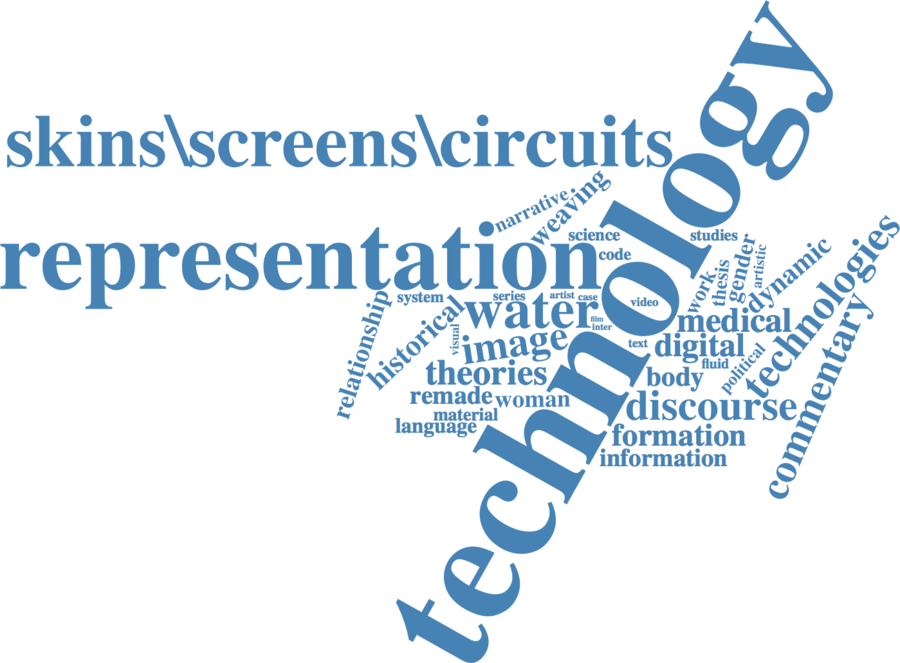 technology
skins\screens\circuits
narrative
weaving
representation
science
studies
code
gender
artistic
thesis
work
dynamic
technologies
system
series
artist
case
video
relationship
historical
water
film
inter
medical
commentary
visual
image
text
digital
fluid
political
theories
body
remade
woman
discourse
material
language
formation
information